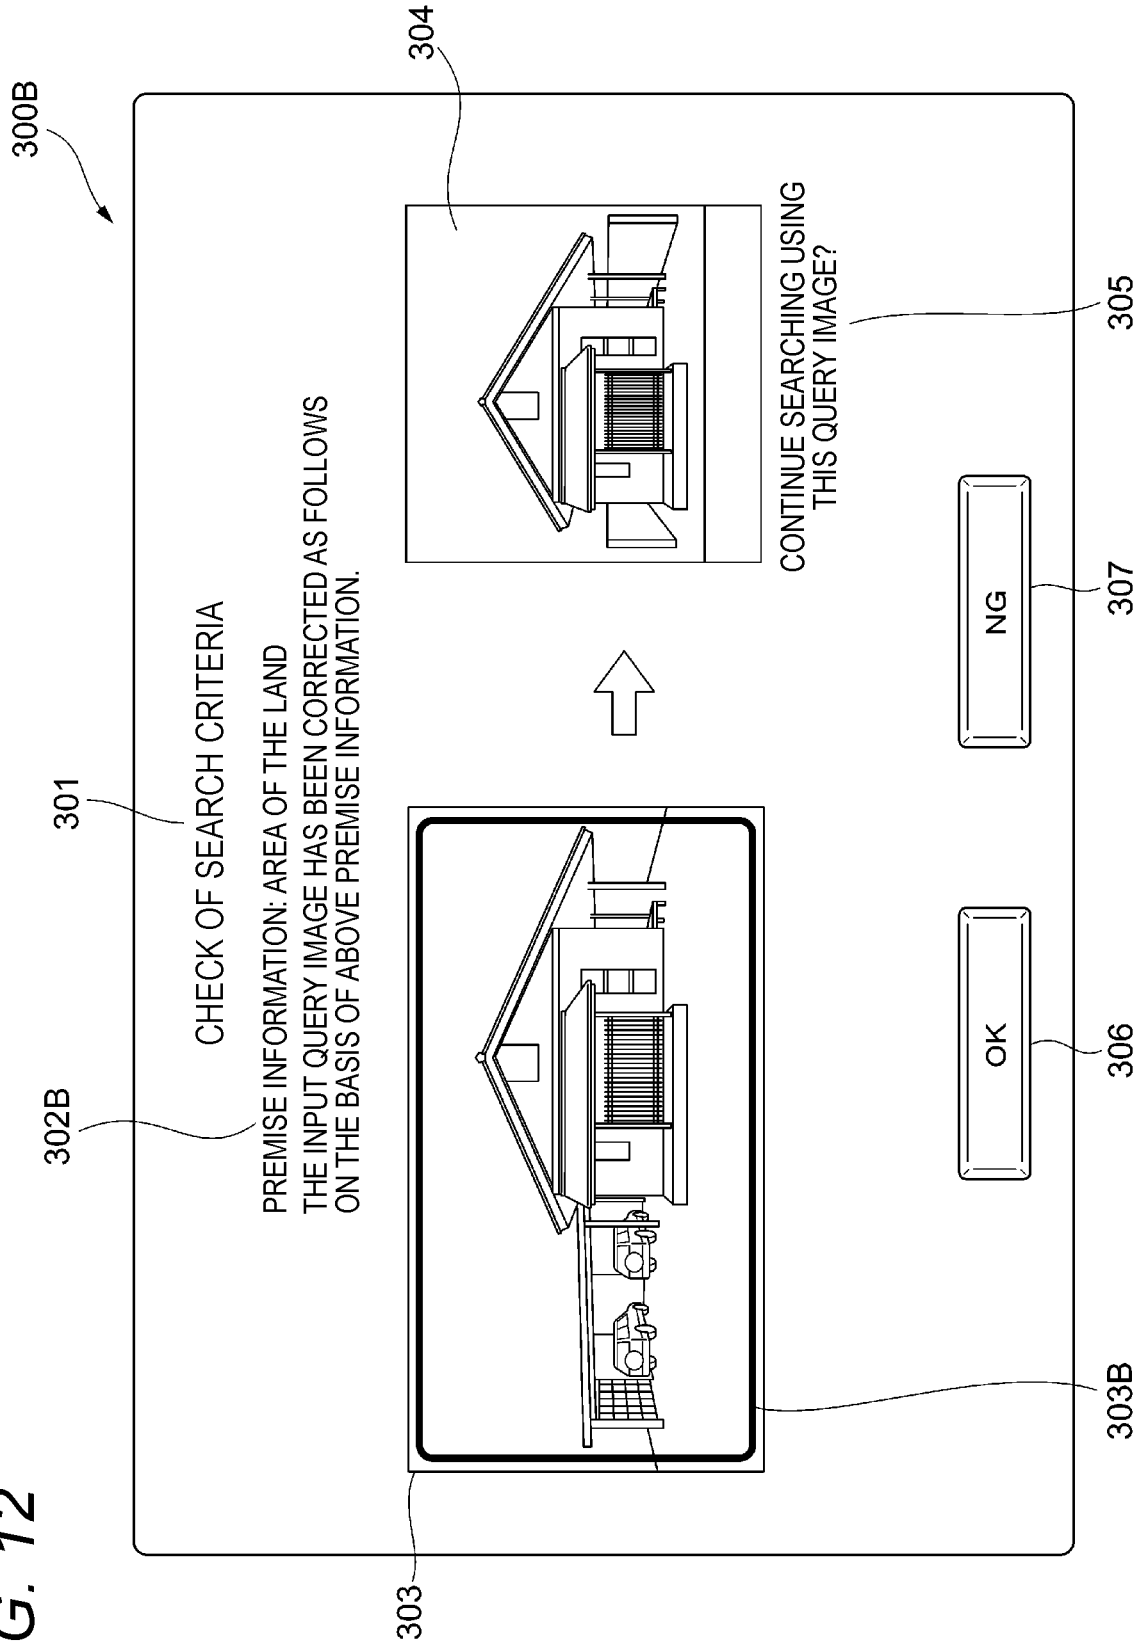 G. 12
300B
301
CHECK OF SEARCH CRITERIA
302B
PREMISE INFORMATION: AREA OF THE LAND
THE INPUT QUERY IMAGE HAS BEEN CORRECTED AS FOLLOWS
ON THE BASIS OF ABOVE PREMISE INFORMATION.
303
304
CONTINUE SEARCHING USING
THIS QUERY IMAGE?
305
303B
OK
306
NG
307